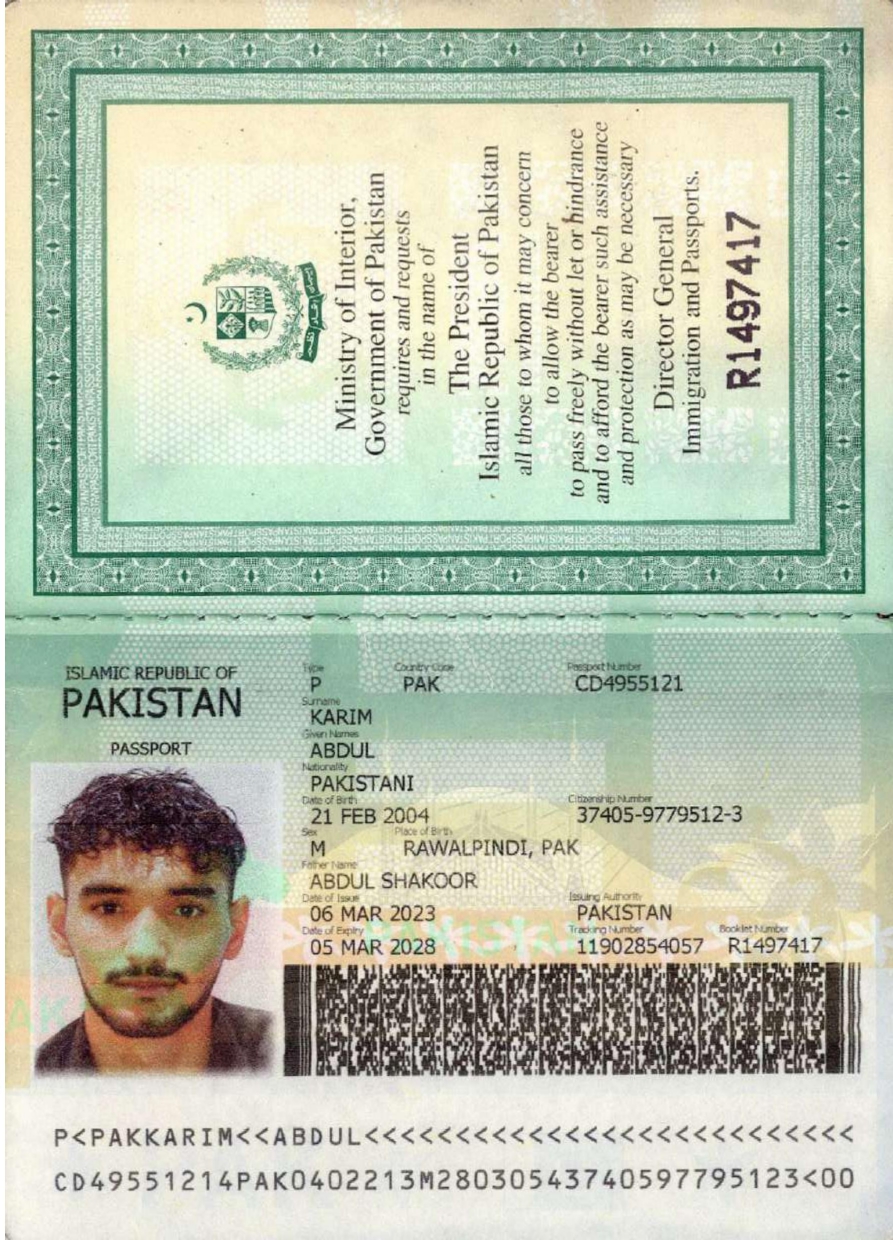 Ministry of Interior,
Government of Pakistan
requires and requests
in the name of
The President
Islamic Republic of Pakistan
all those to whom it may concern
to allow the bearer
to pass freely without let or hindrance
and to afford the bearer such assistance
and protection as may be necessary
Director General
Immigration and Passports.
R1497417
ISLAMIC REPUBLIC OF
PAKISTAN
PASSPORT
Type Country Code Passport Number
P PAK CD4955121
Surname
KARIM
Given Names
ABDUL
Nationality
PAKISTANI
Date of Birth Citizenship Number
21 FEB 2004 37405-9779512-3
Sex Place of Birth
M RAWALPINDI, PAK
Father Name
ABDUL SHAKOOR
Date of Issue Issuing Authority
06 MAR 2023 PAKISTAN
Date of Expiry Tracking Number Booklet Number
05 MAR 2028 11902854057 R1497417
P<PAKKARIM<<ABDUL<<<<<<<<<<<<<<<<<<<<<<<<<<<
CD49551214PAK0402213M28030543740597795123<00